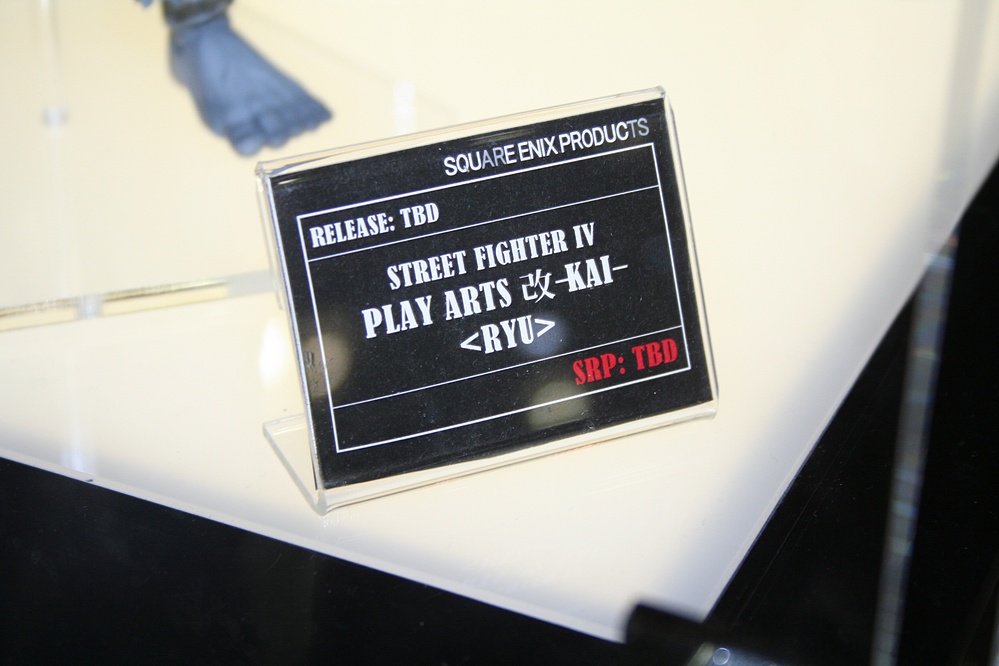 SQUARE ENIX PRODUCTS
RELEASE: TBD
STREET FIGHTER IV
PLAY ARTS 改 -KAI-
<RYU>
SRP: TBD